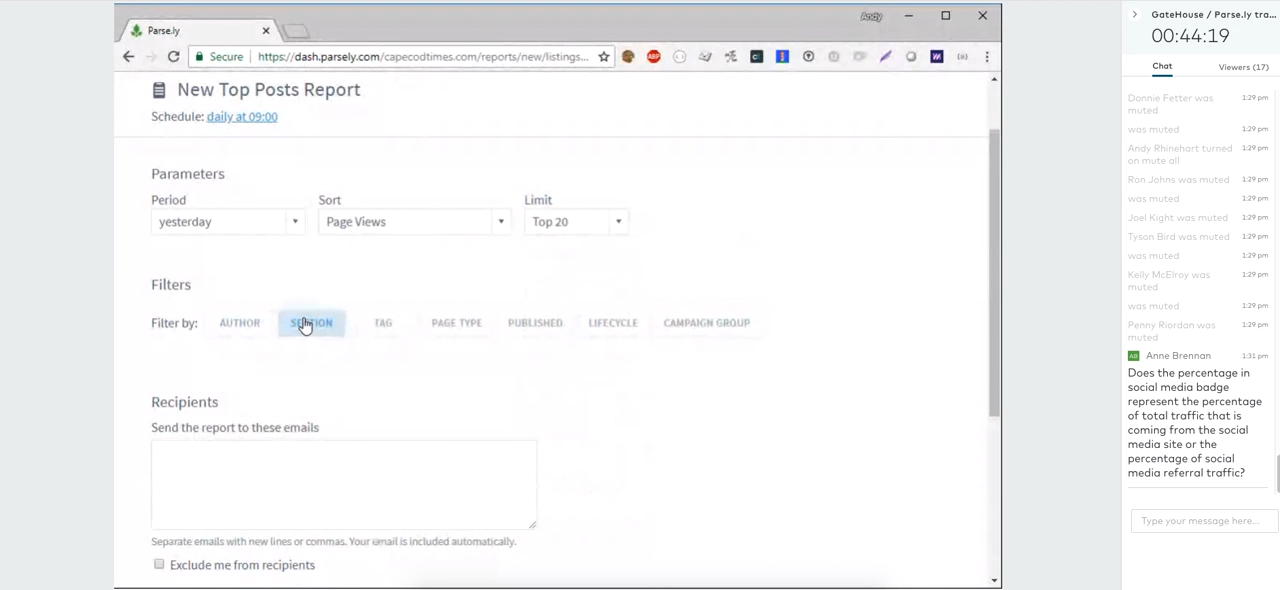 Andy
Parse.ly
Secure https://dash.parsely.com/capecodtimes.com/reports/new/listings...
New Top Posts Report
Schedule: daily at 09:00
Parameters
Period Sort Limit
yesterday Page Views Top 20
Filters
Filter by: AUTHOR SECTION TAG PAGE TYPE PUBLISHED LIFECYCLE CAMPAIGN GROUP
Recipients
Send the report to these emails
Separate emails with new lines or commas. Your email is included automatically.
Exclude me from recipients
GateHouse / Parse.ly tra...
00:44:19
Chat Viewers (17)
Donnie Fetter was 1:29 pm
muted
was muted 1:29 pm
Andy Rhinehart turned 1:29 pm
on mute all
Ron Johns was muted 1:29 pm
was muted 1:29 pm
Joel Kight was muted 1:29 pm
Tyson Bird was muted 1:29 pm
was muted 1:29 pm
Kelly McElroy was 1:29 pm
muted
was muted 1:29 pm
Penny Riordan was 1:29 pm
muted
AB Anne Brennan 1:31 pm
Does the percentage in
social media badge
represent the percentage
of total traffic that is
coming from the social
media site or the
percentage of social
media referral traffic?
Type your message here...